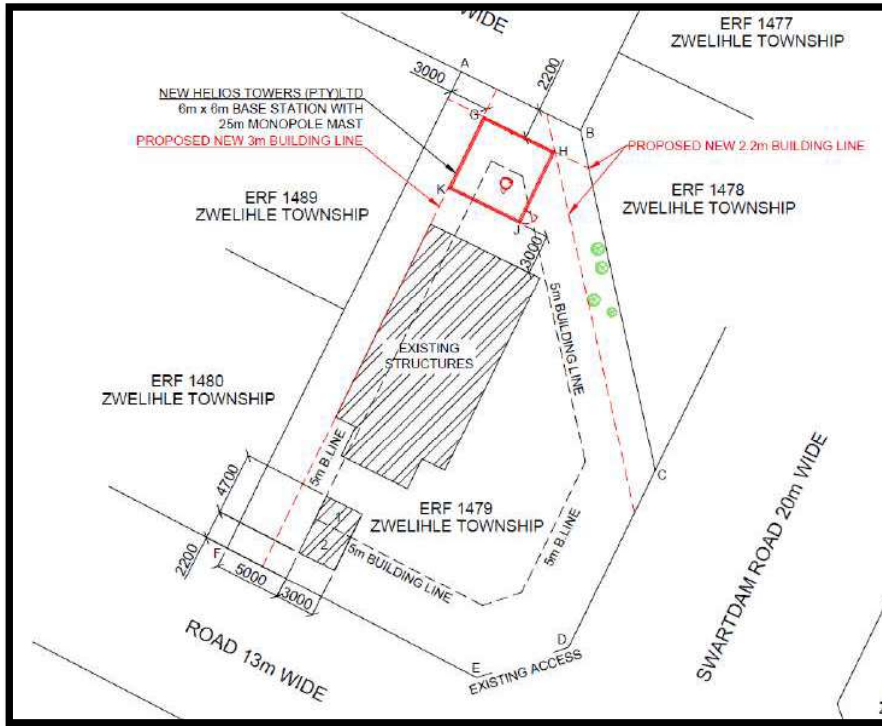 WIDE
ERF 1477
ZWELIHLE TOWNSHIP
A
3000
2200
NEW HELIOS TOWERS (PTY)LTD
6m x 6m BASE STATION WITH
25m MONOPOLE MAST
G
B
PROPOSED NEW 3m BUILDING LINE
H
PROPOSED NEW 2.2m BUILDING LINE
K
ERF 1489
ZWELIHLE TOWNSHIP
ERF 1478
ZWELIHLE TOWNSHIP
J
3000
5m BUILDING LINE
EXISTING
STRUCTURES
ERF 1480
ZWELIHLE TOWNSHIP
5m B.LINE
4700
C
ERF 1479
ZWELIHLE TOWNSHIP
1
2
5m B.LINE
5m BUILDING LINE
SWARTDAM ROAD 20m WIDE
2200
F
5000
3000
D
ROAD 13m WIDE
E
EXISTING ACCESS